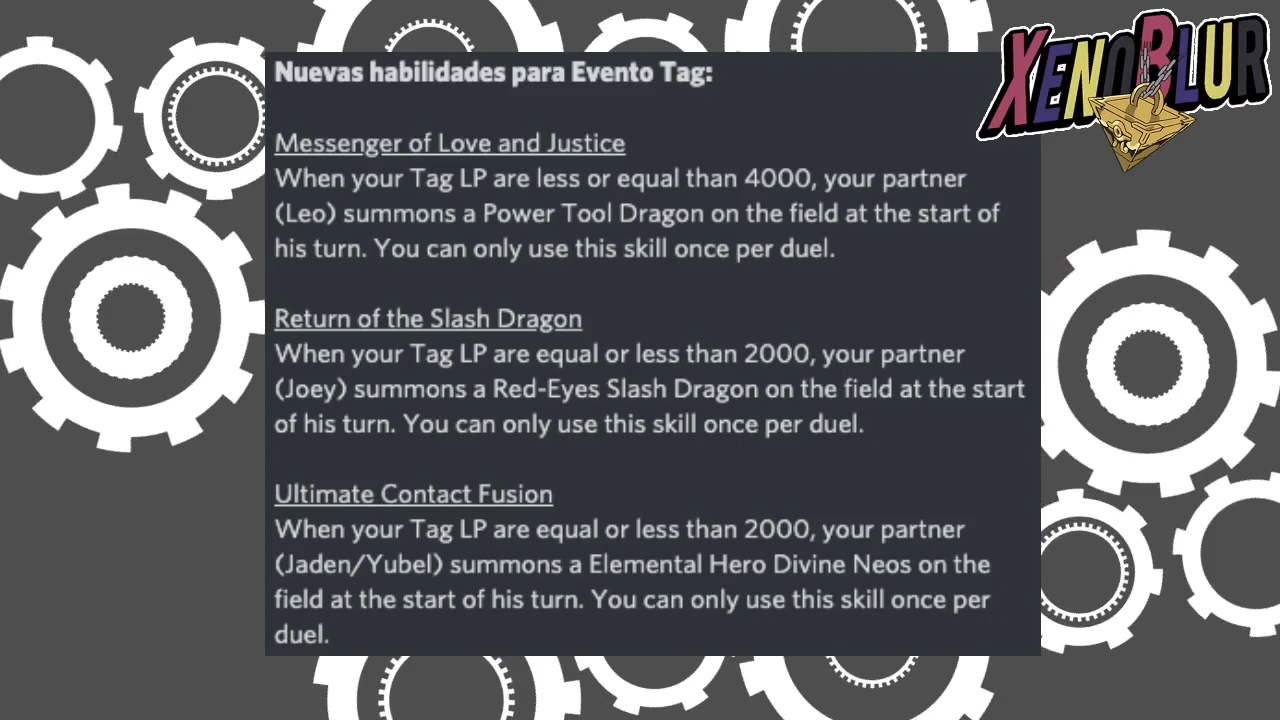 XENOBLUR
Nuevas habilidades para Evento Tag:
Messenger of Love and Justice
When your Tag LP are less or equal than 4000, your partner
(Leo) summons a Power Tool Dragon on the field at the start of
his turn. You can only use this skill once per duel.
Return of the Slash Dragon
When your Tag LP are equal or less than 2000, your partner
(Joey) summons a Red-Eyes Slash Dragon on the field at the start
of his turn. You can only use this skill once per duel.
Ultimate Contact Fusion
When your Tag LP are equal or less than 2000, your partner
(Jaden/Yubel) summons a Elemental Hero Divine Neos on the
field at the start of his turn. You can only use this skill once per
duel.